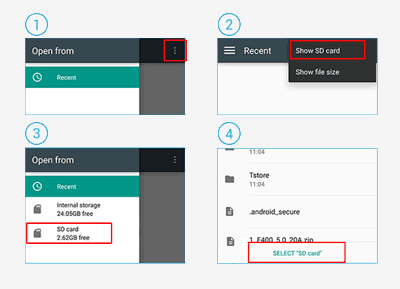 1
Open from
Recent
2
Recent
Show SD card
Show file size
3
Open from
Recent
Internal storage
24.05GB free
SD card
2.62GB free
4
11:04
Tstore
11:04
.android_secure
1_F400_5.0_20A.zip
SELECT "SD card"